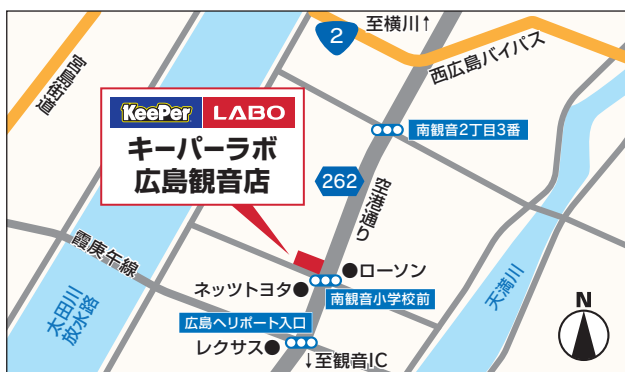 2
至横川↑
西広島バイパス
宮島街道
KeePer LABO
キーパーラボ
広島観音店
南観音2丁目3番
262
空港通り
霞庚午線
ローソン
ネッツトヨタ
南観音小学校前
天満川
太田川
放水路
広島ヘリポート入口
レクサス
↓至観音IC
N